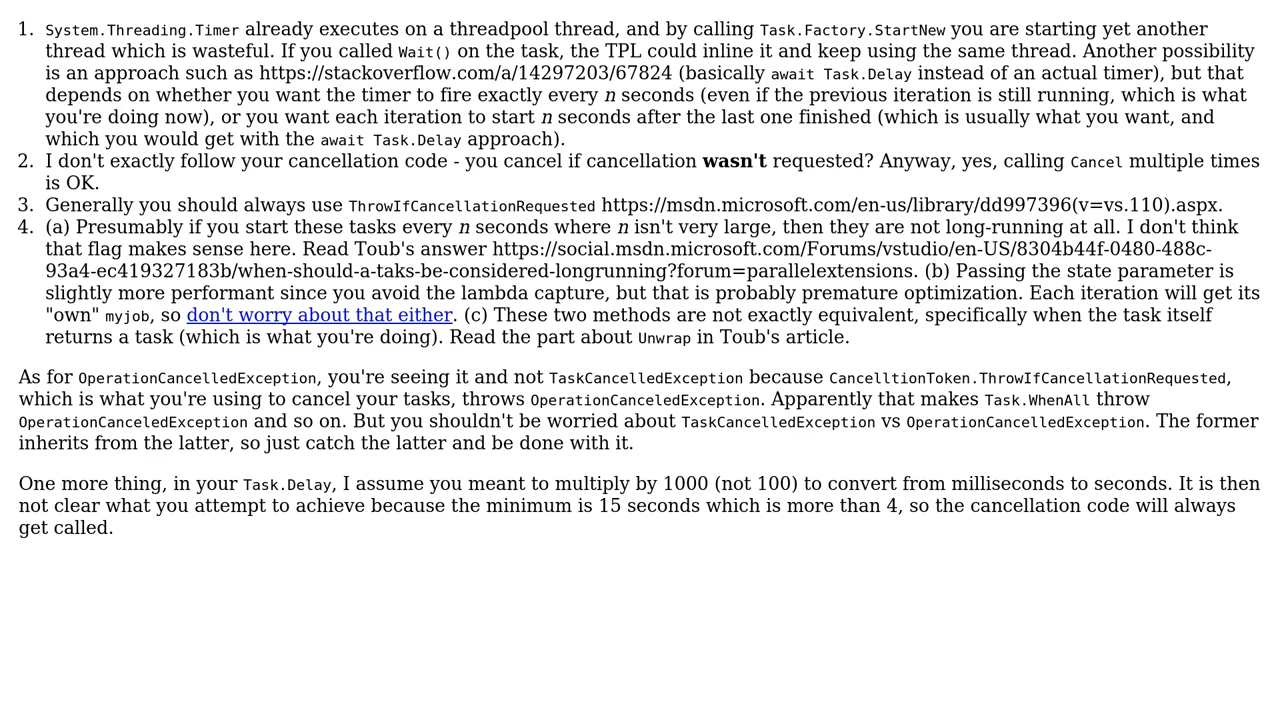 1. System.Threading.Timer already executes on a threadpool thread, and by calling Task.Factory.StartNew you are starting yet another
thread which is wasteful. If you called Wait() on the task, the TPL could inline it and keep using the same thread. Another possibility
is an approach such as https://stackoverflow.com/a/14297203/67824 (basically await Task.Delay instead of an actual timer), but that
depends on whether you want the timer to fire exactly every n seconds (even if the previous iteration is still running, which is what
you're doing now), or you want each iteration to start n seconds after the last one finished (which is usually what you want, and
which you would get with the await Task.Delay approach).
2. I don't exactly follow your cancellation code - you cancel if cancellation wasn't requested? Anyway, yes, calling Cancel multiple times
is OK.
3. Generally you should always use ThrowIfCancellationRequested https://msdn.microsoft.com/en-us/library/dd997396(v=vs.110).aspx.
4. (a) Presumably if you start these tasks every n seconds where n isn't very large, then they are not long-running at all. I don't think
that flag makes sense here. Read Toub's answer https://social.msdn.microsoft.com/Forums/vstudio/en-US/8304b44f-0480-488c-
93a4-ec419327183b/when-should-a-taks-be-considered-longrunning?forum=parallelextensions. (b) Passing the state parameter is
slightly more performant since you avoid the lambda capture, but that is probably premature optimization. Each iteration will get its
"own" myjob, so don't worry about that either. (c) These two methods are not exactly equivalent, specifically when the task itself
returns a task (which is what you're doing). Read the part about Unwrap in Toub's article.
As for OperationCancelledException, you're seeing it and not TaskCancelledException because CancelltionToken.ThrowIfCancellationRequested,
which is what you're using to cancel your tasks, throws OperationCanceledException. Apparently that makes Task.WhenAll throw
OperationCanceledException and so on. But you shouldn't be worried about TaskCancelledException vs OperationCancelledException. The former
inherits from the latter, so just catch the latter and be done with it.
One more thing, in your Task.Delay, I assume you meant to multiply by 1000 (not 100) to convert from milliseconds to seconds. It is then
not clear what you attempt to achieve because the minimum is 15 seconds which is more than 4, so the cancellation code will always
get called.